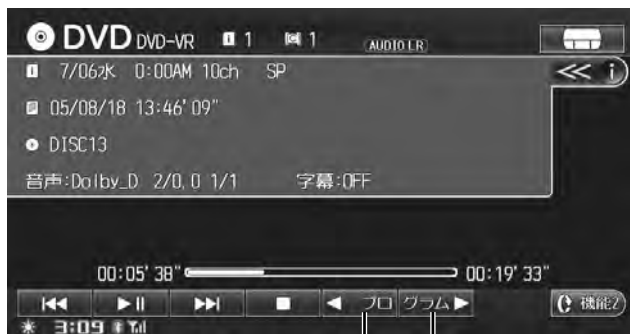 DVD DVD-VR 1 1 AUDIO LR
7/06水 0:00AM 10ch SP
i
05/08/18 13:46'09"
DISC13
音声:Dolby_D 2/0,0 1/1 字幕:OFF
00:05'38" 00:19'33"
プログラム 機能2
3:09